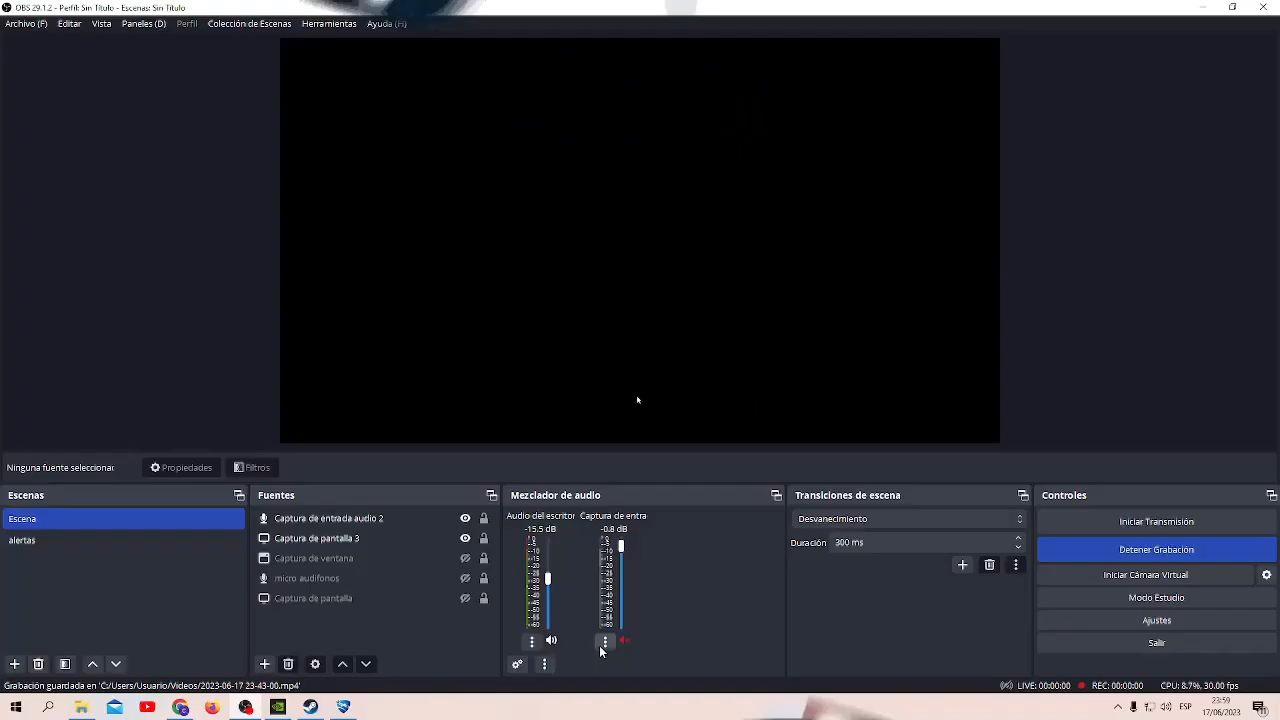 OBS 29.1.2 - Perfil: Sin Título - Escenas: Sin Título
Archivo (F) Editar Vista Paneles (D) Perfil Colección de Escenas Herramientas Ayuda (H)
Ninguna fuente seleccionar Propiedades Filtros
Escenas
Escena
alertas
Fuentes
Captura de entrada audio 2
Captura de pantalla 3
Captura de ventana
micro audifonos
Captura de pantalla
Mezclador de audio
Audio del escritor Captura de entra
-15.5 dB -0.8 dB
Transiciones de escena
Desvanecimiento
Duración 300 ms
Controles
Iniciar Transmisión
Detener Grabación
Iniciar Cámara Virtual
Modo Estudio
Ajustes
Salir
Grabación guardada en 'C:/Users/Usuario/Videos/2023-06-17 23-43-00.mp4'
LIVE: 00:00:00 REC: 00:00:00 CPU: 8.7%, 30.00 fps
ESP
23:59
17/06/2023